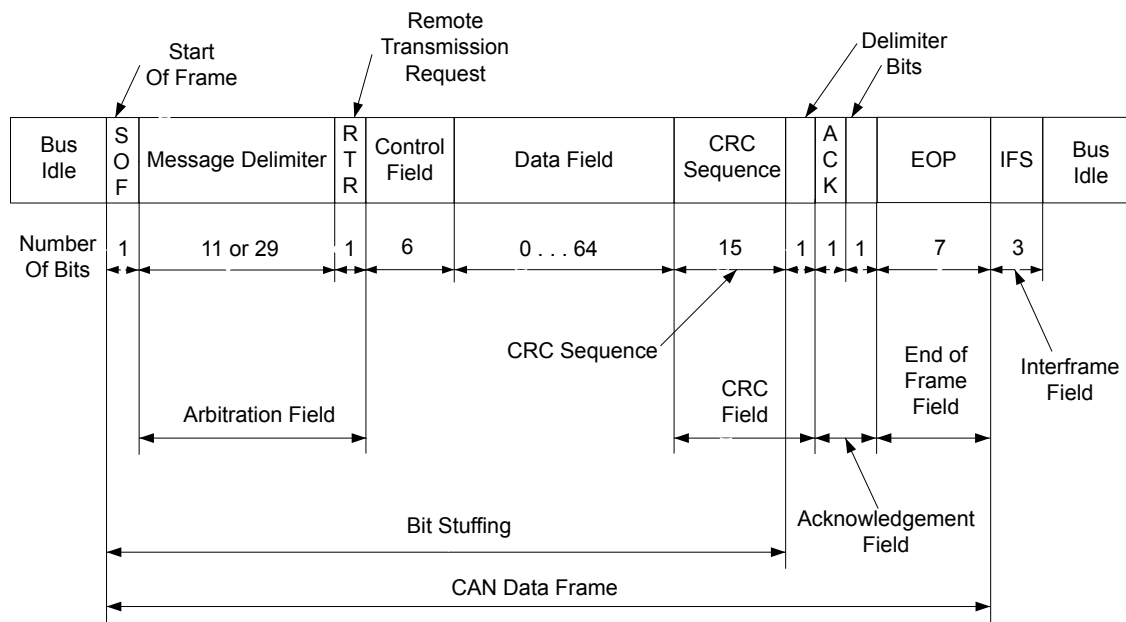 Start
Of Frame
Remote
Transmission
Request
Delimiter
Bits
Bus
Idle
S
O
F
Message Delimiter
R
T
R
Control
Field
Data Field
CRC
Sequence
A
C
K
EOP
IFS
Bus
Idle
Number
Of Bits
1
11 or 29
1
6
0 . . . 64
15
1
1
1
7
3
CRC Sequence
Arbitration Field
CRC
Field
End of
Frame
Field
Interframe
Field
Bit Stuffing
Acknowledgement
Field
CAN Data Frame